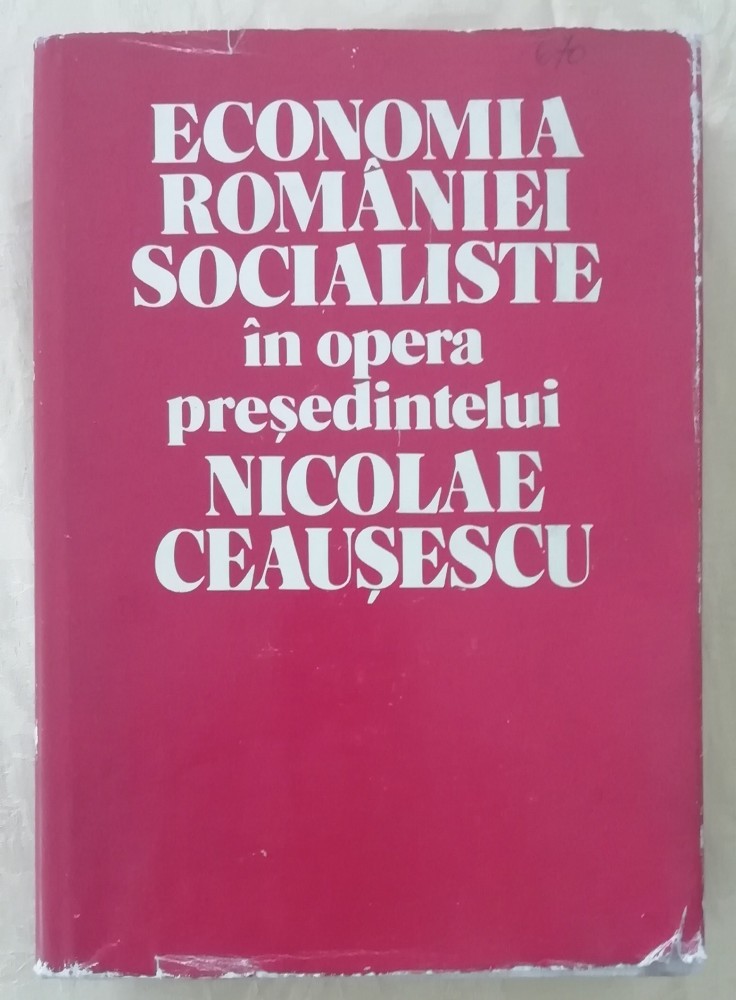 ECONOMIA
ROMÂNIEI
SOCIALISTE
în opera
președintelui
NICOLAE
CEAUȘESCU